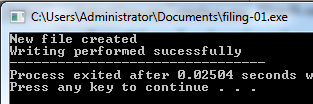 C:\Users\Administrator\Documents\filing-01.exe
New file created
Writing performed sucessfully
--------------------------------
Process exited after 0.02504 seconds w
Press any key to continue . . .